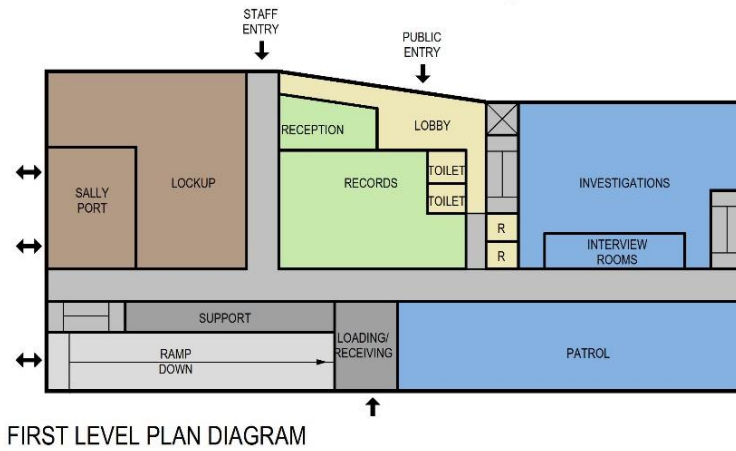 STAFF
ENTRY
PUBLIC
ENTRY
RECEPTION
LOBBY
SALLY
PORT
LOCKUP
RECORDS
TOILET
TOILET
INVESTIGATIONS
R
R
INTERVIEW
ROOMS
SUPPORT
LOADING/
RECEIVING
RAMP
DOWN
PATROL
FIRST LEVEL PLAN DIAGRAM